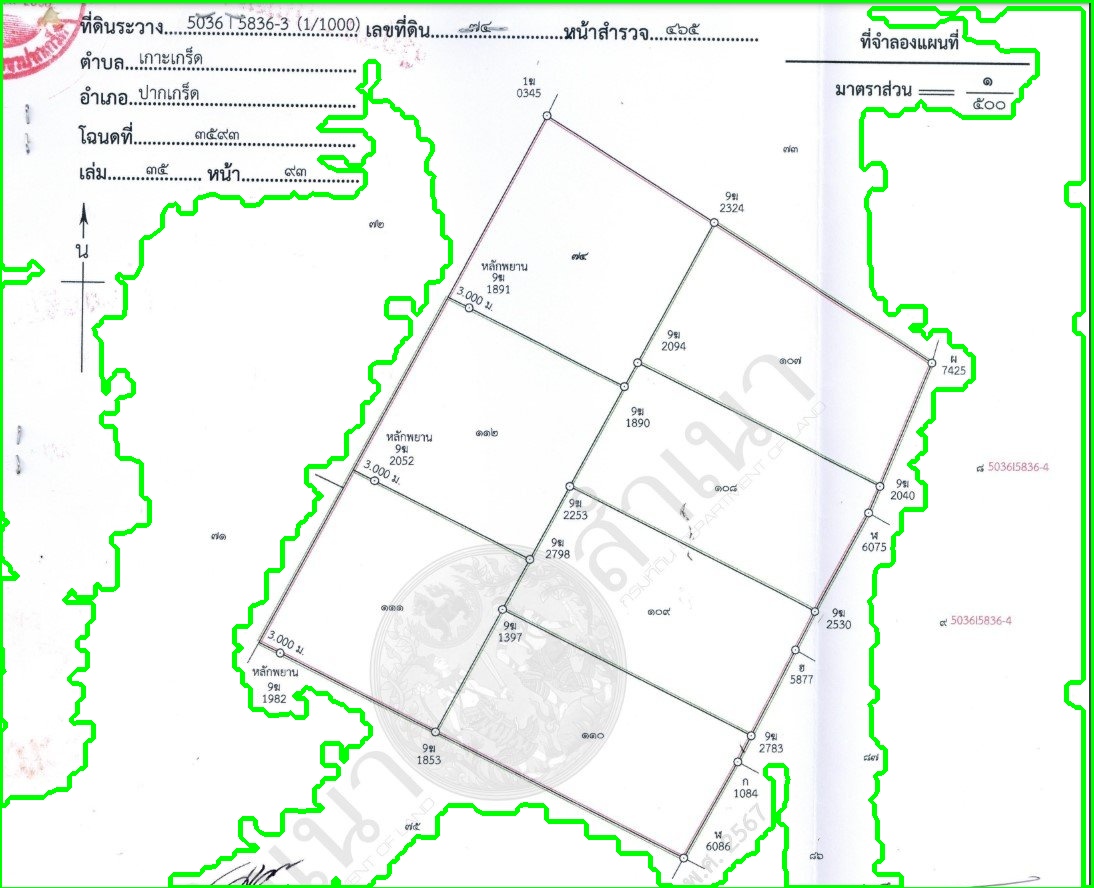 ที่ดินระวาง 5036 I 5836-3 (1/1000) เลขที่ดิน ๗๔ หน้าสำรวจ ๔๖๕
ตำบล เกาะเกร็ด
อำเภอ ปากเกร็ด
โฉนดที่ ๓๕๙๓
เล่ม ๓๕ หน้า ๙๓
ที่จำลองแผนที่
มาตราส่วน ๑
๕๐๐
น
1ฆ
0345
๗๓
9ฆ
2324
๗๒
๗๔
หลักพยาน
9ฆ
1891
3.000 ม.
9ฆ
2094
๑๐๗
ผ
7425
9ฆ
1890
๑๑๒
หลักพยาน
9ฆ
2052
3.000 ม.
๘ 5036I5836-4
9ฆ
2040
๑๐๘
9ฆ
2253
ฬ
6075
๗๑
9ฆ
2798
๑๑๑
๑๐๙
9ฆ
2530
๙ 5036I5836-4
9ฆ
1397
3.000 ม.
หลักพยาน
9ฆ
1982
ฮ
5877
9ฆ
1853
๑๑๐
9ฆ
2783
ก
1084
๘๗
๗๕
ฬ
6086
๘๖
สำเนา
กรมที่ดิน DEPARTMENT OF LAND
พ.ศ. 2567